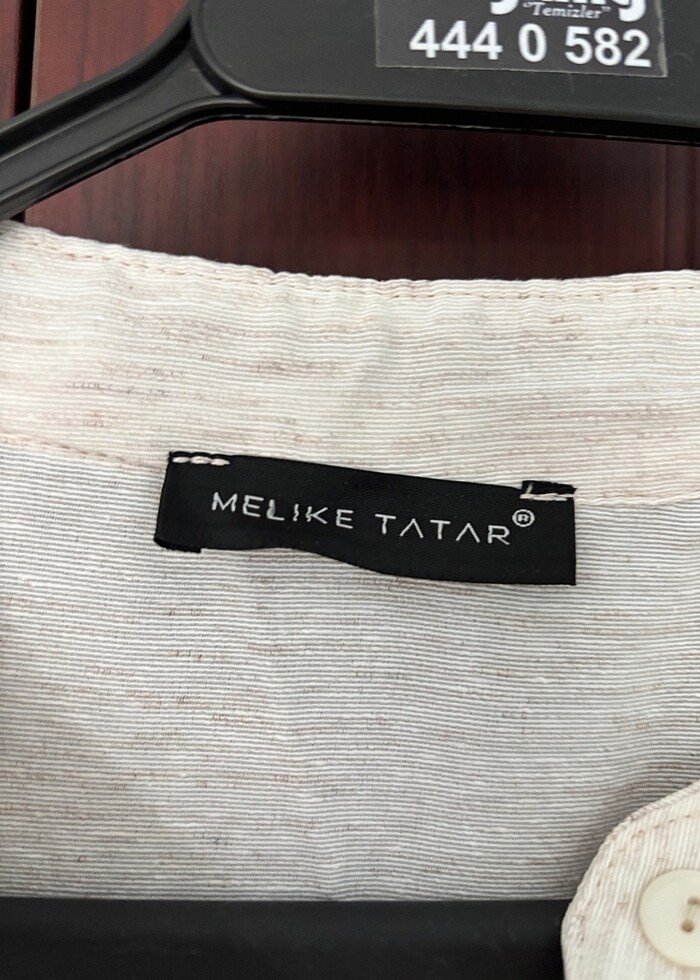 "Temizler"
444 0 582
MELIKE TATAR®